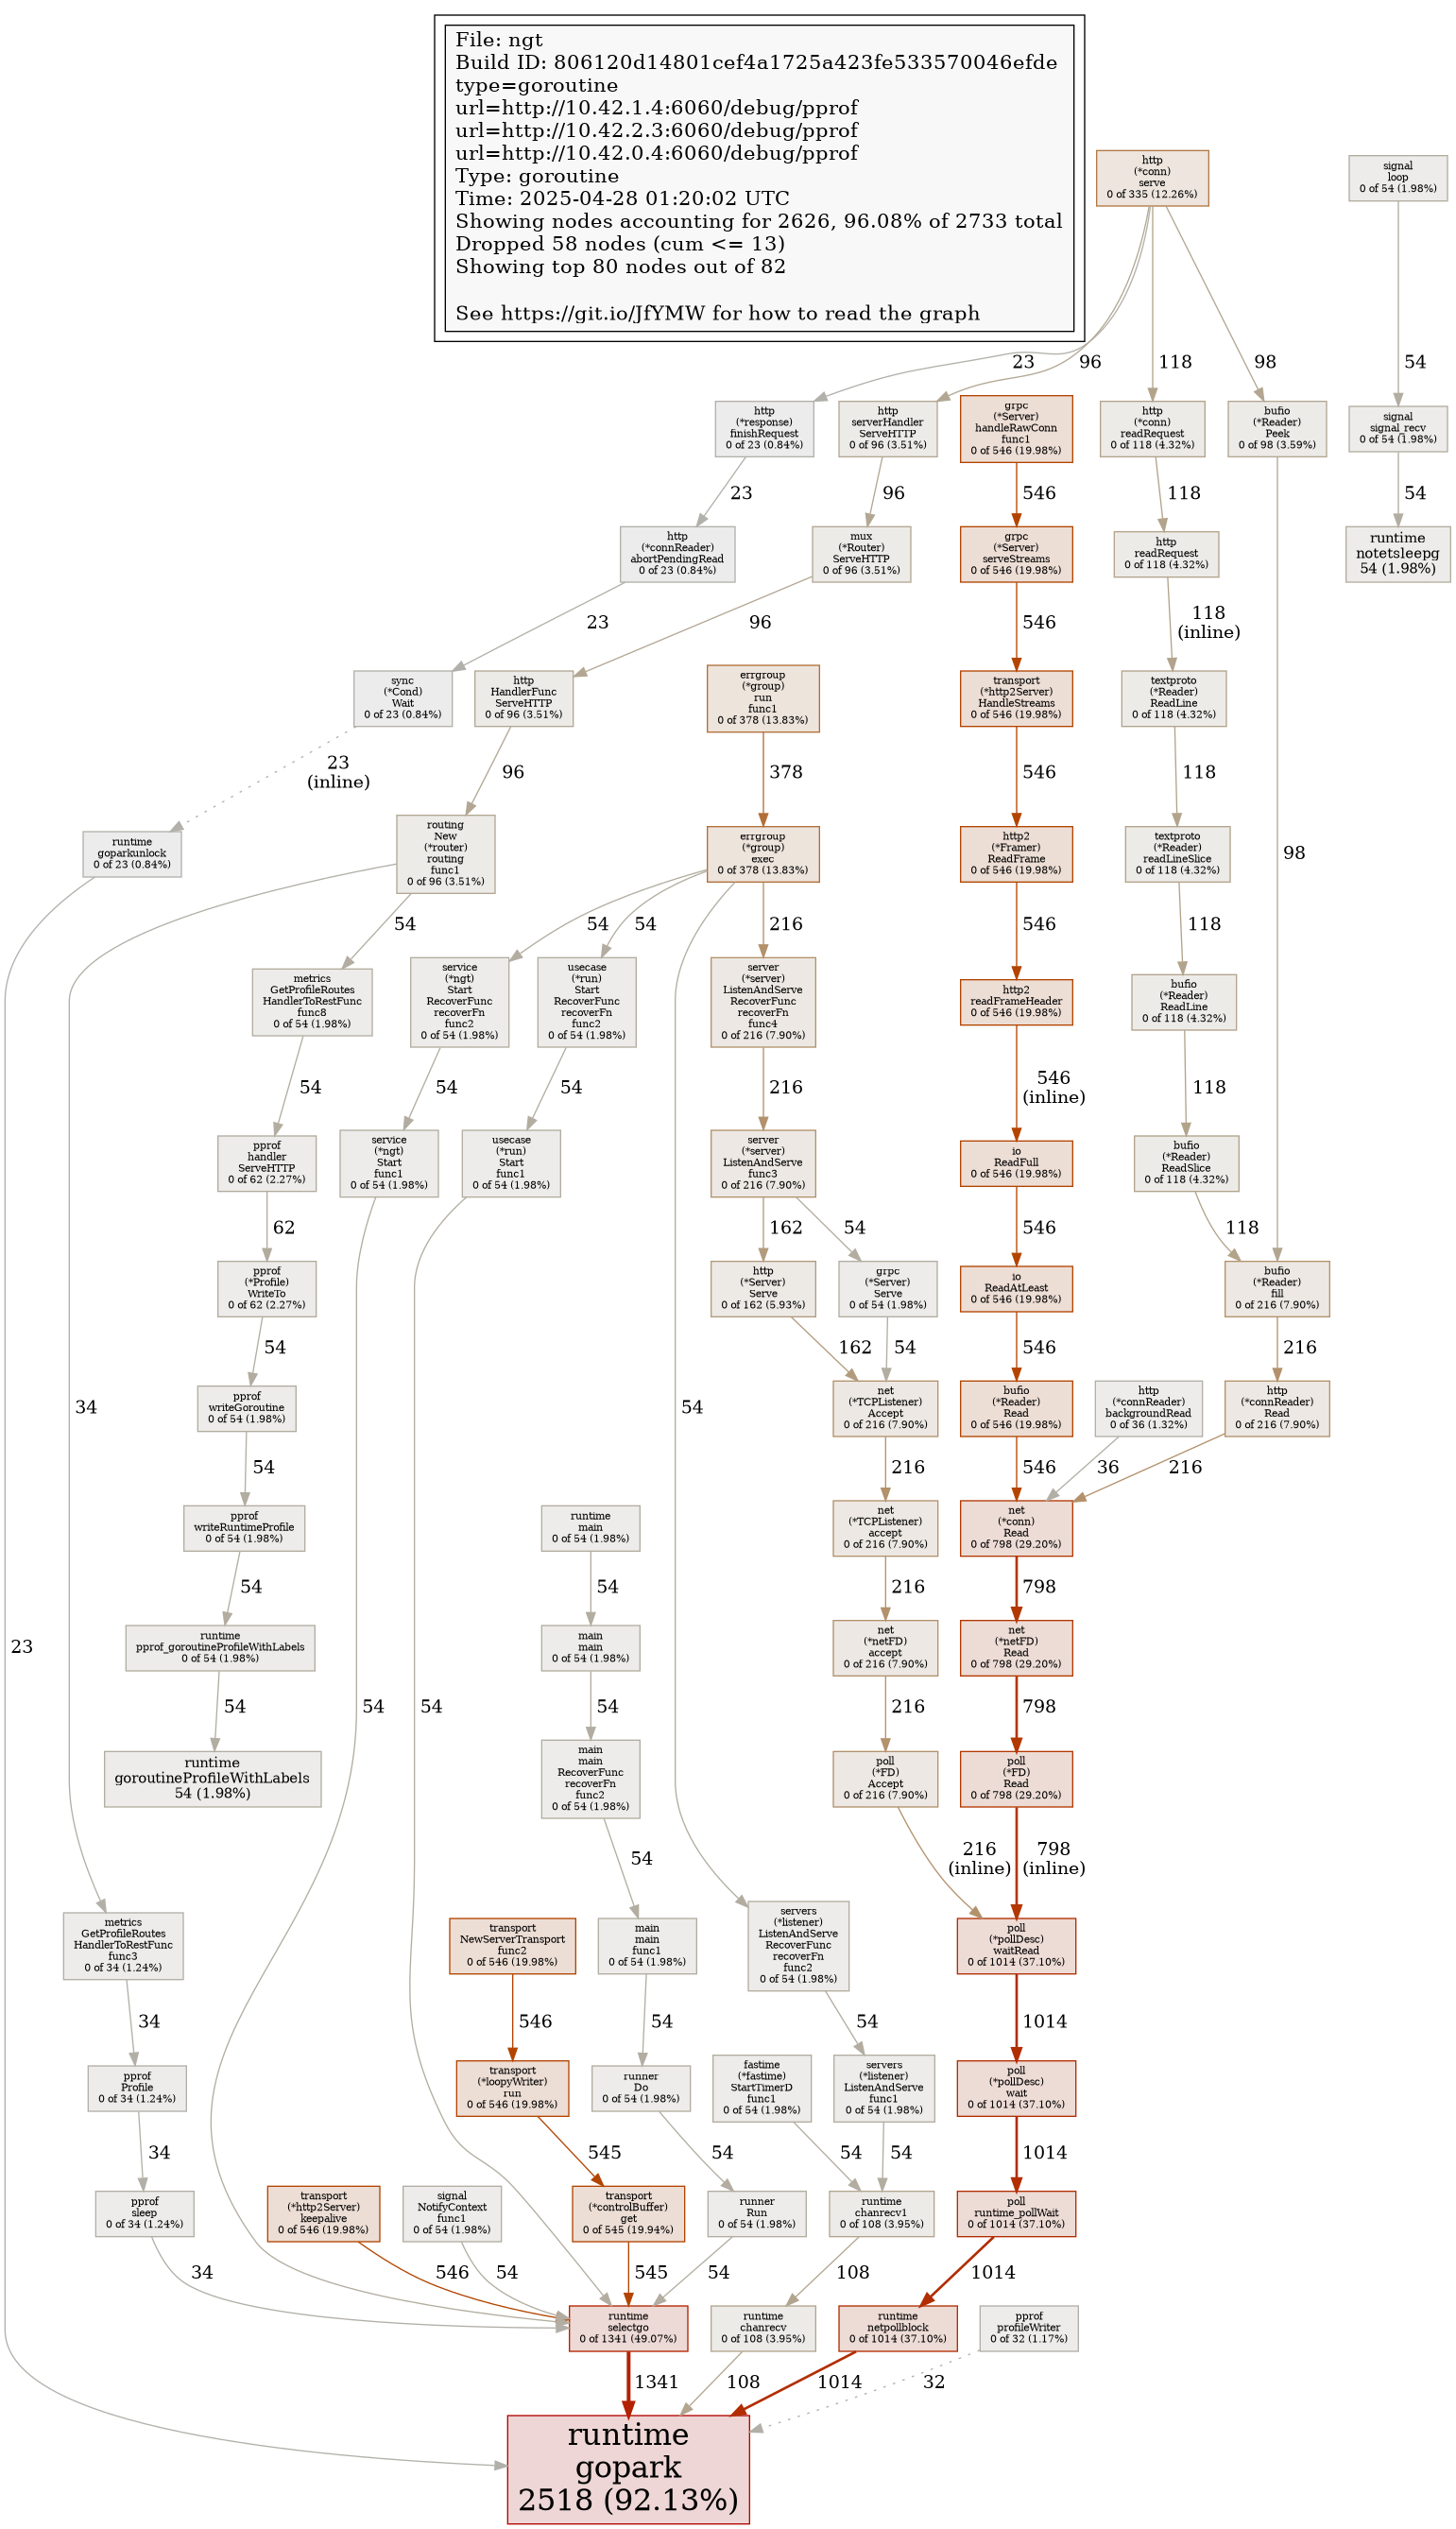 File: ngt
Build ID: 806120d14801cef4a1725a423fe533570046efde
type=goroutine
url=http://10.42.1.4:6060/debug/pprof
url=http://10.42.2.3:6060/debug/pprof
url=http://10.42.0.4:6060/debug/pprof
Type: goroutine
Time: 2025-04-28 01:20:02 UTC
Showing nodes accounting for 2626, 96.08% of 2733 total
Dropped 58 nodes (cum <= 13)
Showing top 80 nodes out of 82
See https://git.io/JfYMW for how to read the graph
http
(*conn)
serve
0 of 335 (12.26%)
signal
loop
0 of 54 (1.98%)
23
96
118
98
54
http
(*response)
finishRequest
0 of 23 (0.84%)
http
serverHandler
ServeHTTP
0 of 96 (3.51%)
grpc
(*Server)
handleRawConn
func1
0 of 546 (19.98%)
http
(*conn)
readRequest
0 of 118 (4.32%)
bufio
(*Reader)
Peek
0 of 98 (3.59%)
signal
signal_recv
0 of 54 (1.98%)
23
96
546
118
54
http
(*connReader)
abortPendingRead
0 of 23 (0.84%)
mux
(*Router)
ServeHTTP
0 of 96 (3.51%)
grpc
(*Server)
serveStreams
0 of 546 (19.98%)
http
readRequest
0 of 118 (4.32%)
runtime
notetsleepg
54 (1.98%)
23
96
546
118
(inline)
sync
(*Cond)
Wait
0 of 23 (0.84%)
http
HandlerFunc
ServeHTTP
0 of 96 (3.51%)
errgroup
(*group)
run
func1
0 of 378 (13.83%)
transport
(*http2Server)
HandleStreams
0 of 546 (19.98%)
textproto
(*Reader)
ReadLine
0 of 118 (4.32%)
23
(inline)
96
378
546
118
98
runtime
goparkunlock
0 of 23 (0.84%)
routing
New
(*router)
routing
func1
0 of 96 (3.51%)
errgroup
(*group)
exec
0 of 378 (13.83%)
http2
(*Framer)
ReadFrame
0 of 546 (19.98%)
textproto
(*Reader)
readLineSlice
0 of 118 (4.32%)
54
54
54
216
546
118
metrics
GetProfileRoutes
HandlerToRestFunc
func8
0 of 54 (1.98%)
service
(*ngt)
Start
RecoverFunc
recoverFn
func2
0 of 54 (1.98%)
usecase
(*run)
Start
RecoverFunc
recoverFn
func2
0 of 54 (1.98%)
server
(*server)
ListenAndServe
RecoverFunc
recoverFn
func4
0 of 216 (7.90%)
http2
readFrameHeader
0 of 546 (19.98%)
bufio
(*Reader)
ReadLine
0 of 118 (4.32%)
54
54
54
216
546
(inline)
118
pprof
handler
ServeHTTP
0 of 62 (2.27%)
service
(*ngt)
Start
func1
0 of 54 (1.98%)
usecase
(*run)
Start
func1
0 of 54 (1.98%)
server
(*server)
ListenAndServe
func3
0 of 216 (7.90%)
io
ReadFull
0 of 546 (19.98%)
bufio
(*Reader)
ReadSlice
0 of 118 (4.32%)
62
162
54
546
118
pprof
(*Profile)
WriteTo
0 of 62 (2.27%)
http
(*Server)
Serve
0 of 162 (5.93%)
grpc
(*Server)
Serve
0 of 54 (1.98%)
io
ReadAtLeast
0 of 546 (19.98%)
bufio
(*Reader)
fill
0 of 216 (7.90%)
54
162
54
546
216
34
54
pprof
writeGoroutine
0 of 54 (1.98%)
net
(*TCPListener)
Accept
0 of 216 (7.90%)
bufio
(*Reader)
Read
0 of 546 (19.98%)
http
(*connReader)
backgroundRead
0 of 36 (1.32%)
http
(*connReader)
Read
0 of 216 (7.90%)
54
216
546
36
216
pprof
writeRuntimeProfile
0 of 54 (1.98%)
runtime
main
0 of 54 (1.98%)
net
(*TCPListener)
accept
0 of 216 (7.90%)
net
(*conn)
Read
0 of 798 (29.20%)
54
54
216
798
23
runtime
pprof_goroutineProfileWithLabels
0 of 54 (1.98%)
main
main
0 of 54 (1.98%)
net
(*netFD)
accept
0 of 216 (7.90%)
net
(*netFD)
Read
0 of 798 (29.20%)
54
54
54
54
216
798
runtime
goroutineProfileWithLabels
54 (1.98%)
main
main
RecoverFunc
recoverFn
func2
0 of 54 (1.98%)
poll
(*FD)
Accept
0 of 216 (7.90%)
poll
(*FD)
Read
0 of 798 (29.20%)
54
216
(inline)
798
(inline)
metrics
GetProfileRoutes
HandlerToRestFunc
func3
0 of 34 (1.24%)
transport
NewServerTransport
func2
0 of 546 (19.98%)
main
main
func1
0 of 54 (1.98%)
servers
(*listener)
ListenAndServe
RecoverFunc
recoverFn
func2
0 of 54 (1.98%)
poll
(*pollDesc)
waitRead
0 of 1014 (37.10%)
34
546
54
54
1014
pprof
Profile
0 of 34 (1.24%)
transport
(*loopyWriter)
run
0 of 546 (19.98%)
runner
Do
0 of 54 (1.98%)
fastime
(*fastime)
StartTimerD
func1
0 of 54 (1.98%)
servers
(*listener)
ListenAndServe
func1
0 of 54 (1.98%)
poll
(*pollDesc)
wait
0 of 1014 (37.10%)
34
545
54
54
54
1014
pprof
sleep
0 of 34 (1.24%)
transport
(*http2Server)
keepalive
0 of 546 (19.98%)
signal
NotifyContext
func1
0 of 54 (1.98%)
transport
(*controlBuffer)
get
0 of 545 (19.94%)
runner
Run
0 of 54 (1.98%)
runtime
chanrecv1
0 of 108 (3.95%)
poll
runtime_pollWait
0 of 1014 (37.10%)
34
546
54
545
54
108
1014
runtime
selectgo
0 of 1341 (49.07%)
runtime
chanrecv
0 of 108 (3.95%)
runtime
netpollblock
0 of 1014 (37.10%)
pprof
profileWriter
0 of 32 (1.17%)
1341
108
1014
32
runtime
gopark
2518 (92.13%)